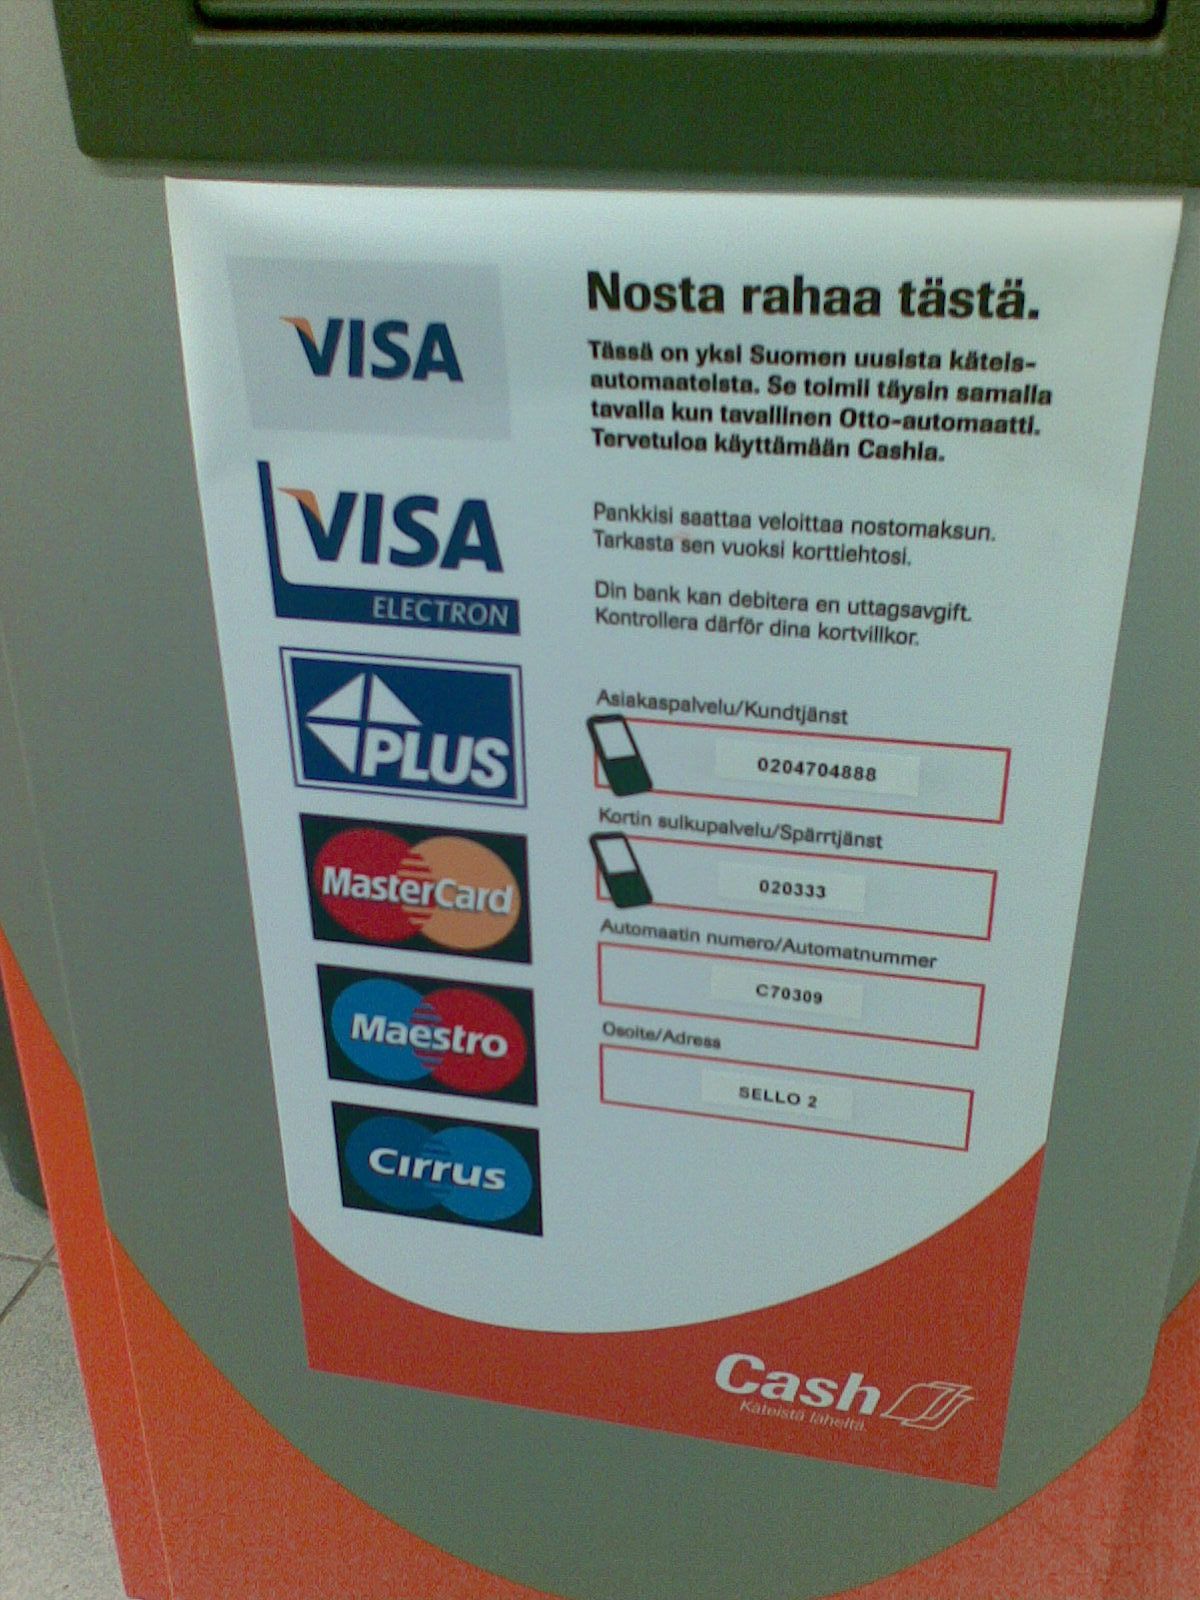 VISA
VISA
ELECTRON
PLUS
MasterCard
Maestro
Cirrus
Nosta rahaa tästä.
Tässä on yksi Suomen uusista käteis-
automaateista. Se toimii täysin samalla
tavalla kun tavallinen Otto-automaatti.
Tervetuloa käyttämään Cashia.
Pankkisi saattaa veloittaa nostomaksun.
Tarkasta sen vuoksi korttiehtosi.
Din bank kan debitera en uttagsavgift.
Kontrollera därför dina kortvillkor.
Asiakaspalvelu/Kundtjänst
0204704888
Kortin sulkupalvelu/Spärrtjänst
020333
Automaatin numero/Automatnummer
C70309
Osoite/Adress
SELLO 2
Cash
Käteistä läheltä.